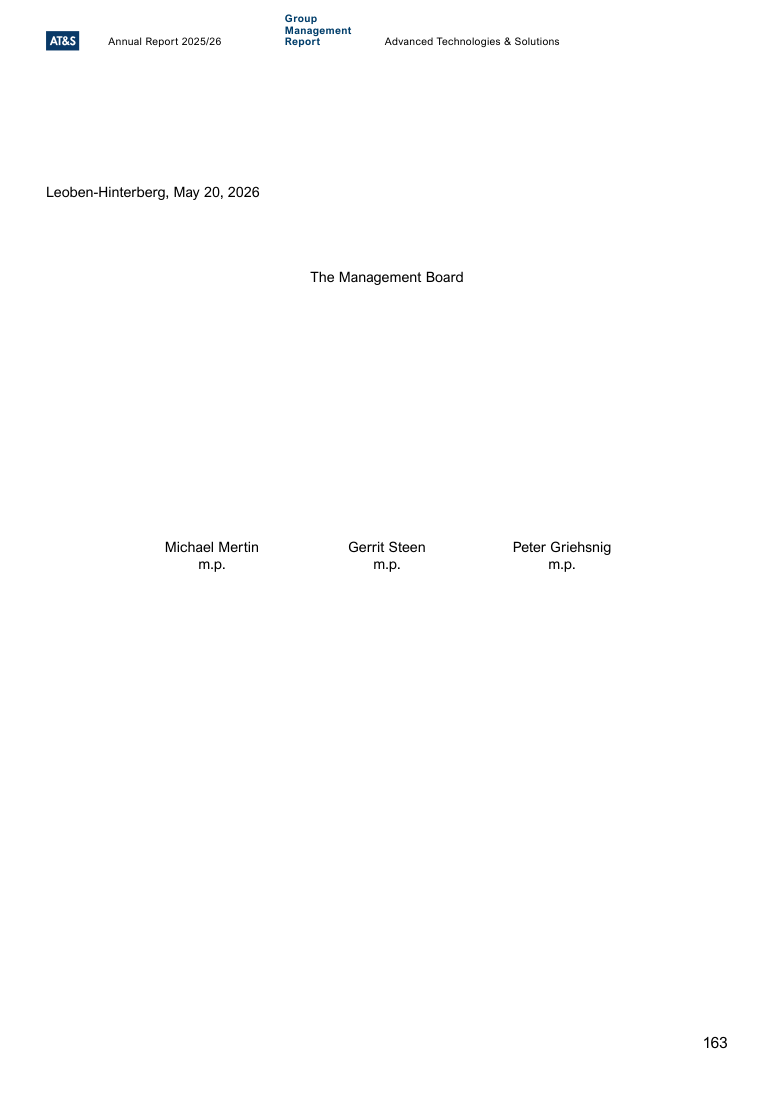 AT&S
Annual Report 2025/26
Group
Management
Report
Advanced Technologies & Solutions
Leoben-Hinterberg, May 20, 2026
The Management Board
Michael Mertin
m.p.
Gerrit Steen
m.p.
Peter Griehsnig
m.p.
163